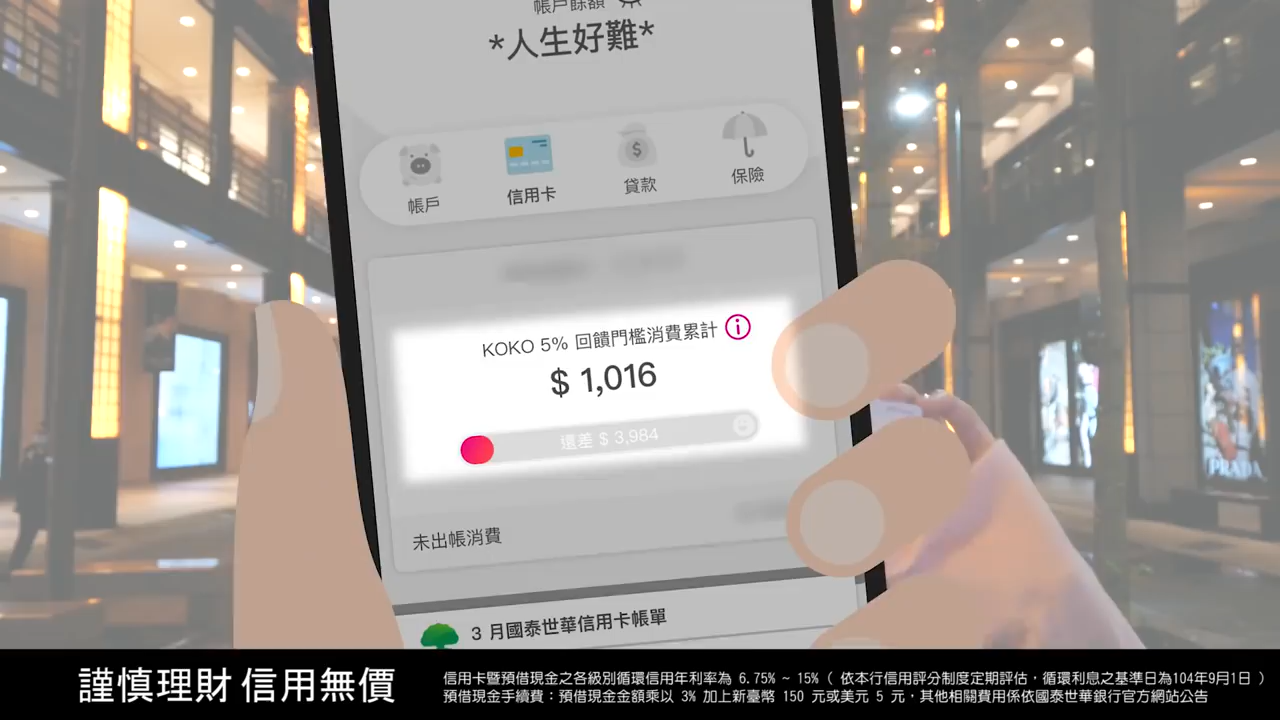 帳戶餘額
*人生好難*
帳戶
信用卡
貸款
保險
KOKO 5% 回饋門檻消費累計
$ 1,016
還差 $ 3,984
未出帳消費
3 月國泰世華信用卡帳單
PRADA
謹慎理財 信用無價
信用卡暨預借現金之各級別循環信用年利率為 6.75% ~ 15% ( 依本行信用評分制度定期評估，循環利息之基準日為104年9月1日 )
預借現金手續費：預借現金金額乘以 3% 加上新臺幣 150 元或美元 5 元，其他相關費用係依國泰世華銀行官方網站公告